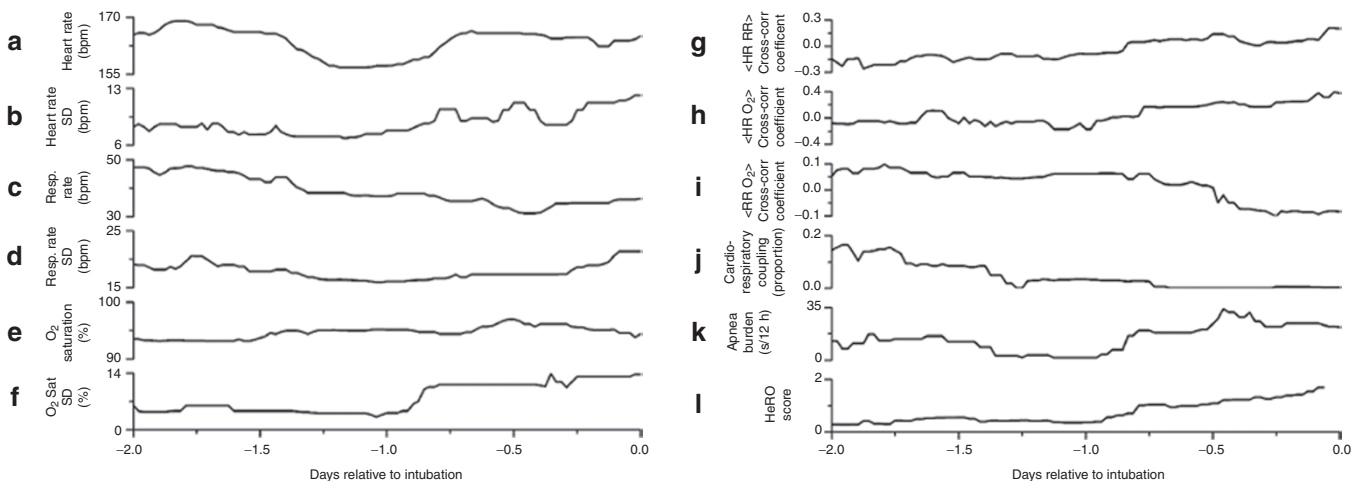 a
Heart rate
(bpm)
170
155
b
Heart rate
SD
(bpm)
13
6
c
Resp.
rate
(bpm)
50
30
d
Resp. rate
SD
(bpm)
25
15
e
O2
saturation
(%)
100
90
f
O2 Sat
SD
(%)
14
0
−2.0
−1.5
−1.0
−0.5
0.0
Days relative to intubation
g
<HR RR>
Cross-corr
coefficent
0.3
0.0
−0.3
h
<HR O2>
Cross-corr
coefficient
0.4
0.0
−0.4
i
<RR O2>
Cross-corr
coefficient
0.1
0.0
−0.1
j
Cardio-
respiratory
coupling
(proportion)
0.2
0.0
k
Apnea
burden
(s/12 h)
35
0
l
HeRO
score
2
0
−2.0
−1.5
−1.0
−0.5
0.0
Days relative to intubation